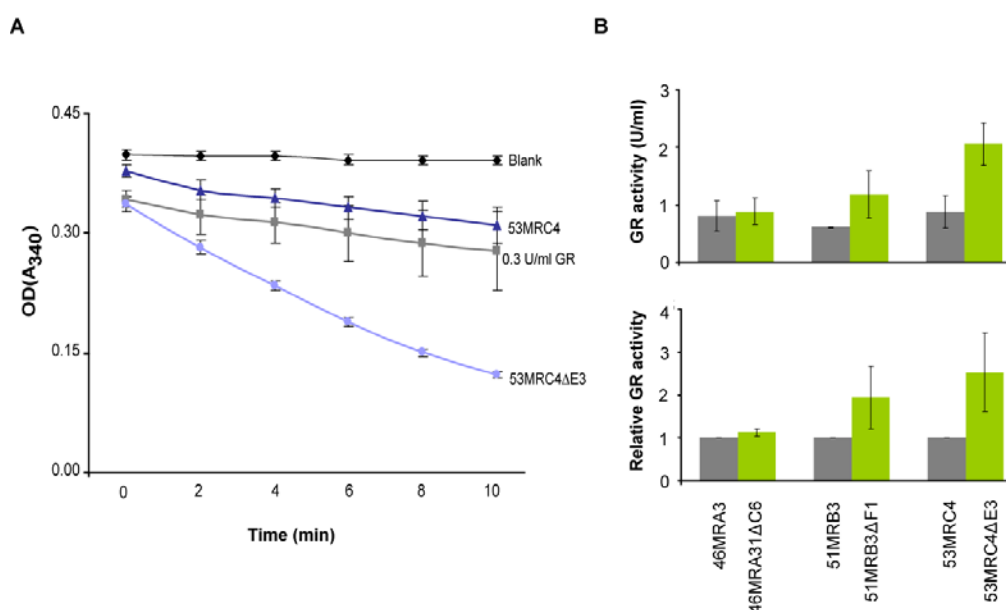 A
OD(A340)
0.45
0.30
0.15
0.00
Blank
53MRC4
0.3 U/ml GR
53MRC4ΔE3
0
2
4
6
8
10
Time (min)
B
GR activity (U/ml)
3
2
1
0
Relative GR activity
4
3
2
1
0
46MRA3
46MRA31ΔC6
51MRB3
51MRB3ΔF1
53MRC4
53MRC4ΔE3